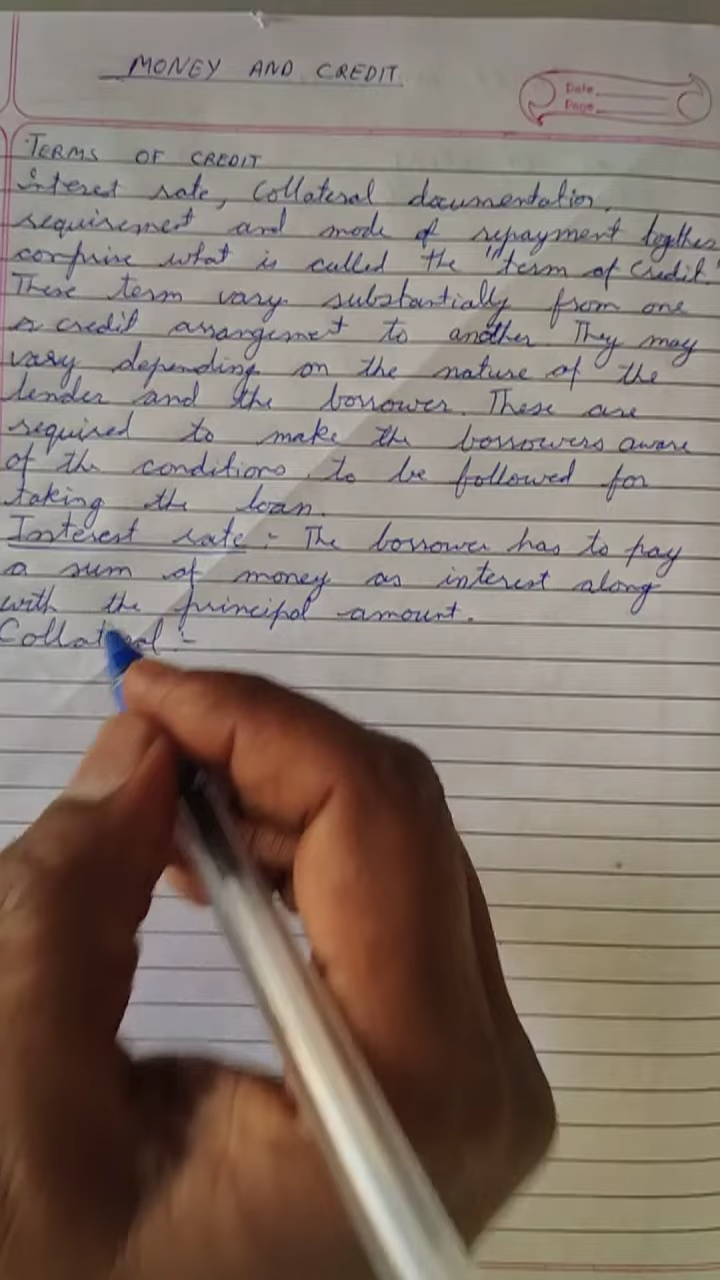 MONEY AND CREDIT
Date
Page
TERMS OF CREDIT
Interest rate, Collateral documentation.
requirement and mode of repayment together
comprise what is called the "term of Credit"
These term vary substantially from one
credit arrangement to another. They may
vary depending on the nature of the
lender and the borrower. These are
required to make the borrowers aware
of the conditions to be followed for
taking the loan.
Interest rate :- The borrower has to pay
a sum of money as interest along
with the principal amount.
Collateral :-